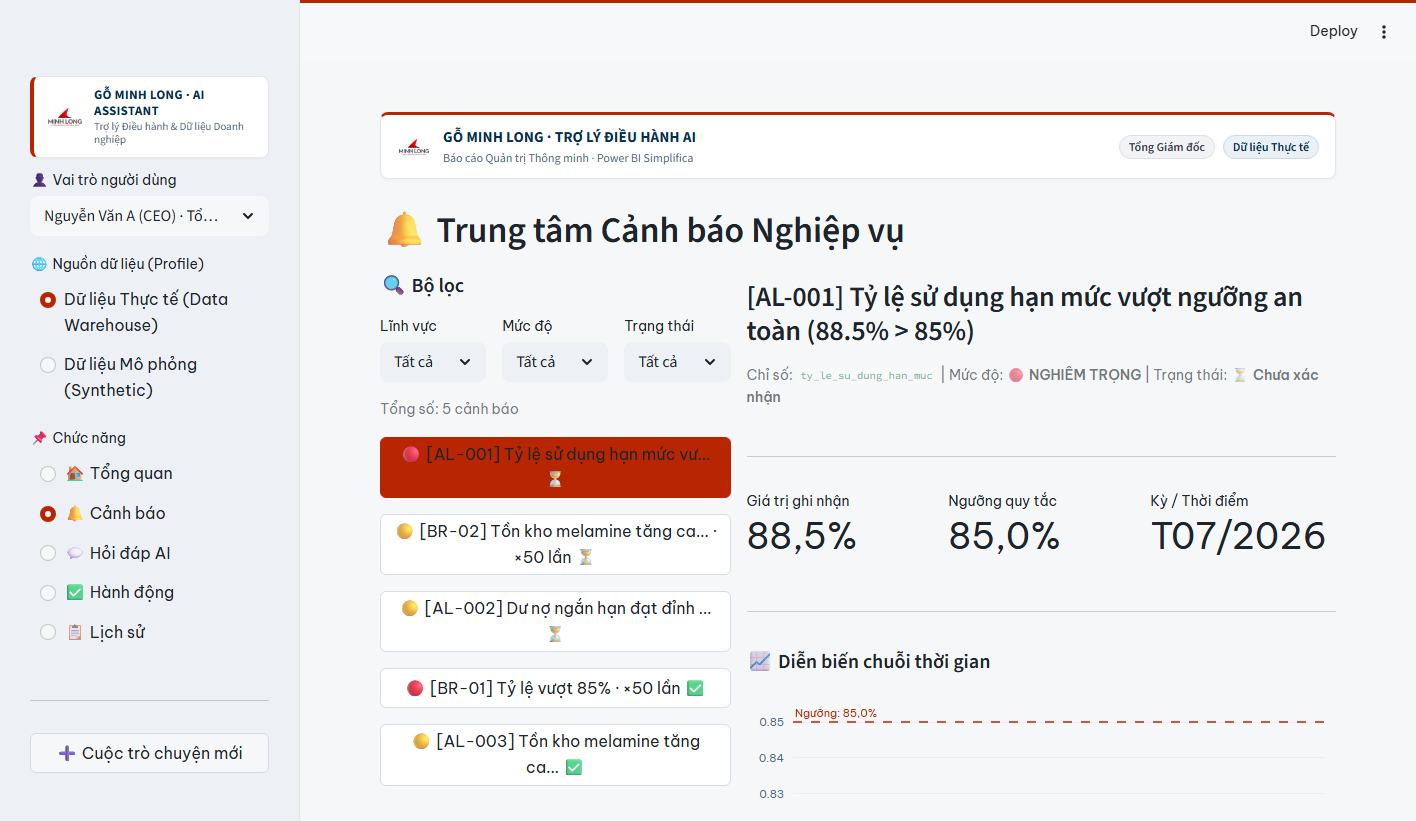 Deploy
MINH LONG
GỖ MINH LONG · AI
ASSISTANT
Trợ lý Điều hành & Dữ liệu Doanh
nghiệp
Vai trò người dùng
Nguyễn Văn A (CEO) · Tổ...
Nguồn dữ liệu (Profile)
Dữ liệu Thực tế (Data
Warehouse)
Dữ liệu Mô phỏng
(Synthetic)
Chức năng
Tổng quan
Cảnh báo
Hỏi đáp AI
Hành động
Lịch sử
Cuộc trò chuyện mới
MINH LONG
GỖ MINH LONG · TRỢ LÝ ĐIỀU HÀNH AI
Báo cáo Quản trị Thông minh · Power BI Simplifica
Tổng Giám đốc
Dữ liệu Thực tế
Trung tâm Cảnh báo Nghiệp vụ
Bộ lọc
Lĩnh vực
Mức độ
Trạng thái
Tất cả
Tất cả
Tất cả
Tổng số: 5 cảnh báo
[AL-001] Tỷ lệ sử dụng hạn mức vư...
[BR-02] Tồn kho melamine tăng ca... ·
×50 lần
[AL-002] Dư nợ ngắn hạn đạt đỉnh ...
[BR-01] Tỷ lệ vượt 85% · ×50 lần
[AL-003] Tồn kho melamine tăng
ca...
[AL-001] Tỷ lệ sử dụng hạn mức vượt ngưỡng an
toàn (88.5% > 85%)
Chỉ số: ty_le_su_dung_han_muc | Mức độ: NGHIÊM TRỌNG | Trạng thái: Chưa xác
nhận
Giá trị ghi nhận
88,5%
Ngưỡng quy tắc
85,0%
Kỳ / Thời điểm
T07/2026
Diễn biến chuỗi thời gian
Ngưỡng: 85,0%
0.85
0.84
0.83